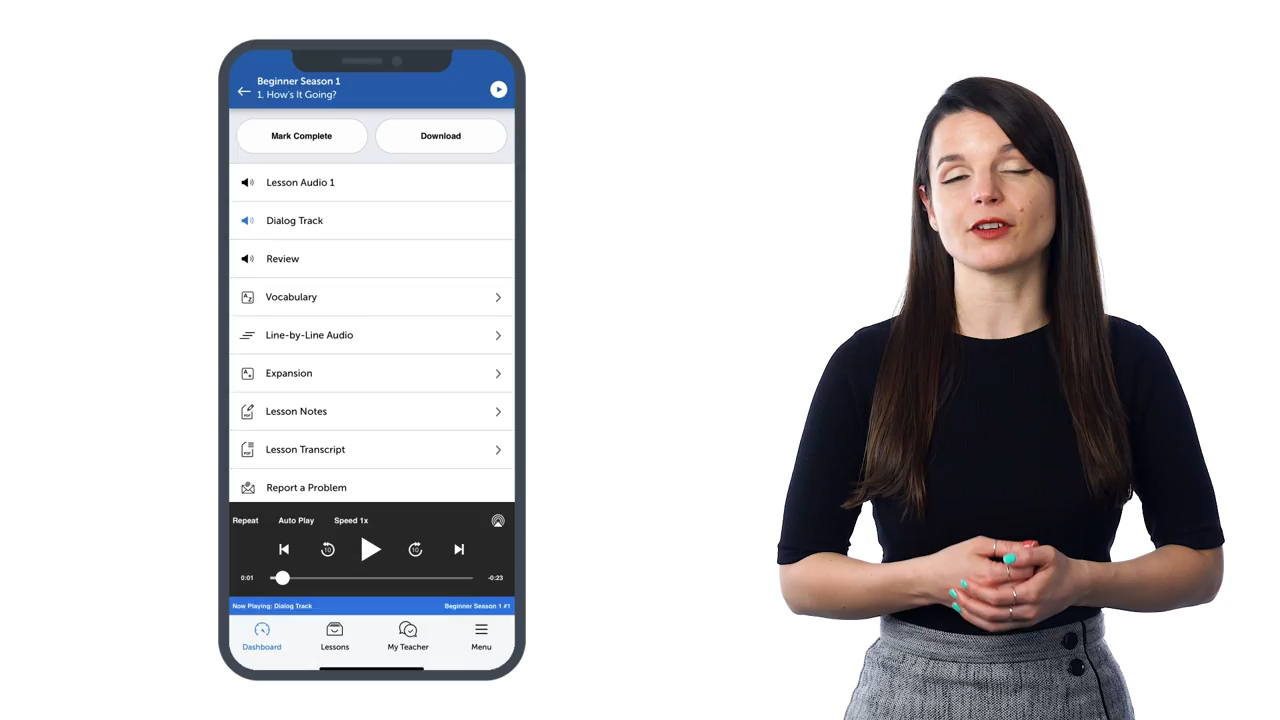 Beginner Season 1
1. How's It Going?
Mark Complete
Download
Lesson Audio 1
Dialog Track
Review
Vocabulary
Line-by-Line Audio
Expansion
Lesson Notes
Lesson Transcript
Report a Problem
Repeat Auto Play Speed 1x
10 10
0:01 -0:23
Now Playing: Dialog Track Beginner Season 1 #1
Dashboard Lessons My Teacher Menu